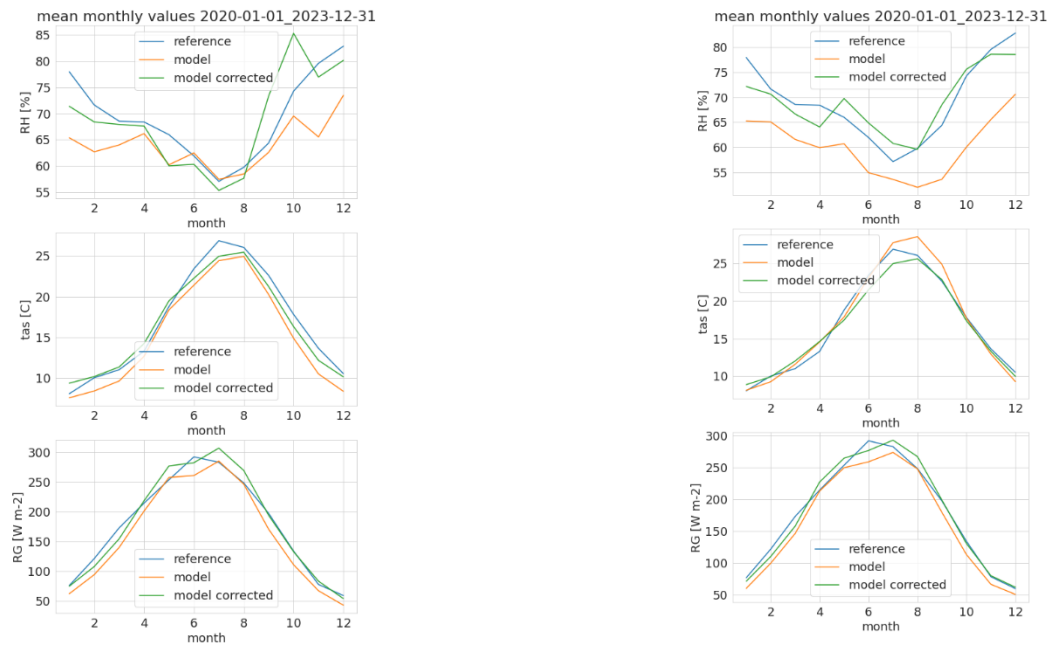 mean monthly values 2020-01-01_2023-12-31
85
80
75
70
65
60
55
RH [%]
reference
model
model corrected
2 4 6 8 10 12
month
25
20
15
10
tas [C]
reference
model
model corrected
2 4 6 8 10 12
month
300
250
200
150
100
50
RG [W m-2]
reference
model
model corrected
2 4 6 8 10 12
month
mean monthly values 2020-01-01_2023-12-31
80
75
70
65
60
55
RH [%]
reference
model
model corrected
2 4 6 8 10 12
month
25
20
15
10
tas [C]
reference
model
model corrected
2 4 6 8 10 12
month
300
250
200
150
100
50
RG [W m-2]
reference
model
model corrected
2 4 6 8 10 12
month